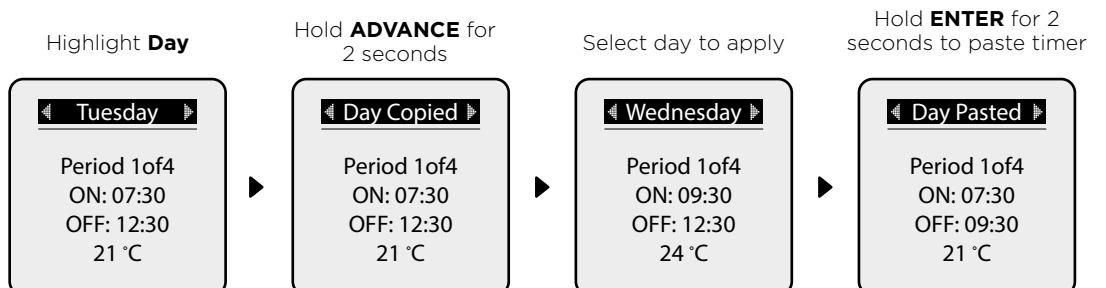 Highlight Day
Hold ADVANCE for
2 seconds
Select day to apply
Hold ENTER for 2
seconds to paste timer
Tuesday
Period 1of4
ON: 07:30
OFF: 12:30
21 °C
Day Copied
Period 1of4
ON: 07:30
OFF: 12:30
21 °C
Wednesday
Period 1of4
ON: 09:30
OFF: 12:30
24 °C
Day Pasted
Period 1of4
ON: 07:30
OFF: 09:30
21 °C